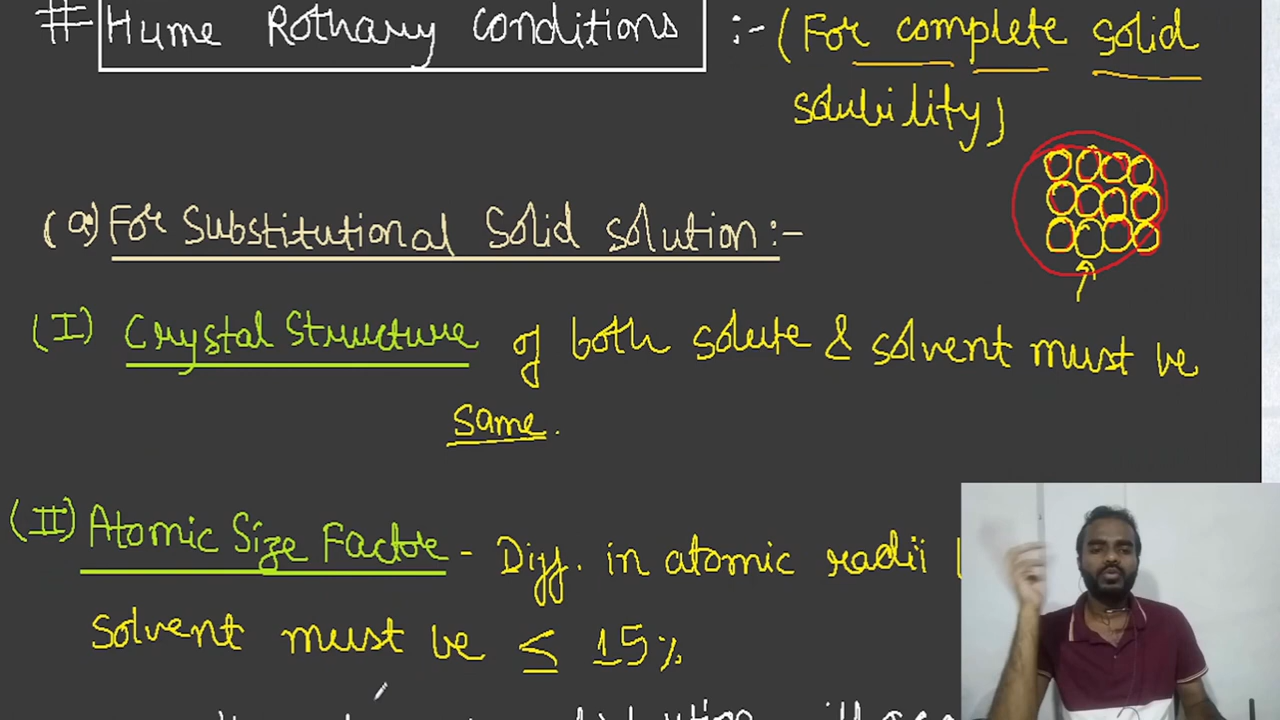 # Hume Rothary conditions :- (For complete solid
solubility)
(a) For Substitutional Solid solution :-
(I) Crystal Structure of both solute & solvent must be
same.
(II) Atomic Size Factor - Diff. in atomic radii
solvent must be ≤ 15%